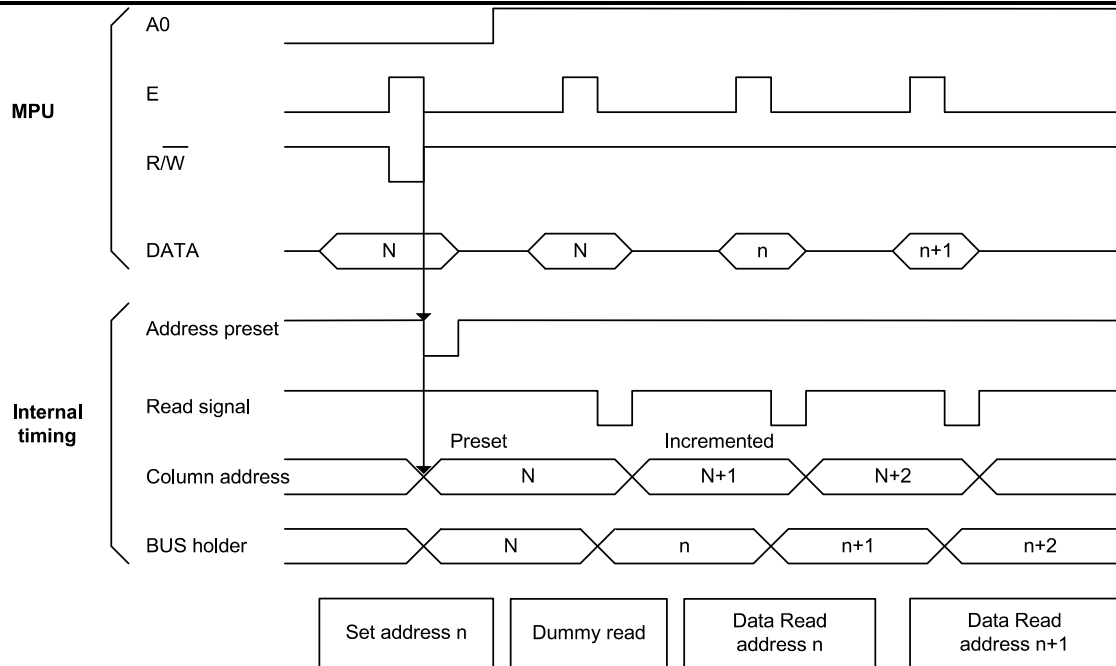 A0
E
MPU
R/W
DATA N N n n+1
Address preset
Read signal
Internal
timing
Preset Incremented
Column address N N+1 N+2
BUS holder N n n+1 n+2
Set address n
Dummy read
Data Read
address n
Data Read
address n+1